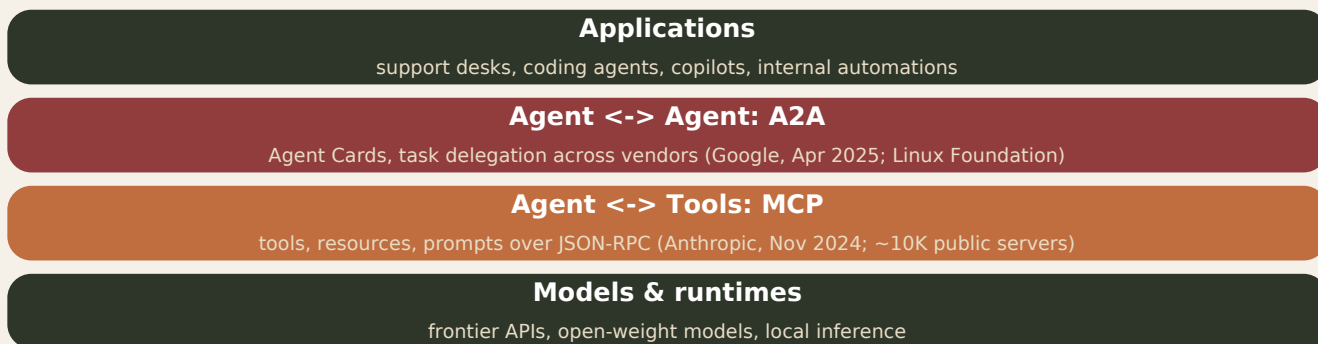 Applications
support desks, coding agents, copilots, internal automations
Agent <-> Agent: A2A
Agent Cards, task delegation across vendors (Google, Apr 2025; Linux Foundation)
Agent <-> Tools: MCP
tools, resources, prompts over JSON-RPC (Anthropic, Nov 2024; ~10K public servers)
Models & runtimes
frontier APIs, open-weight models, local inference